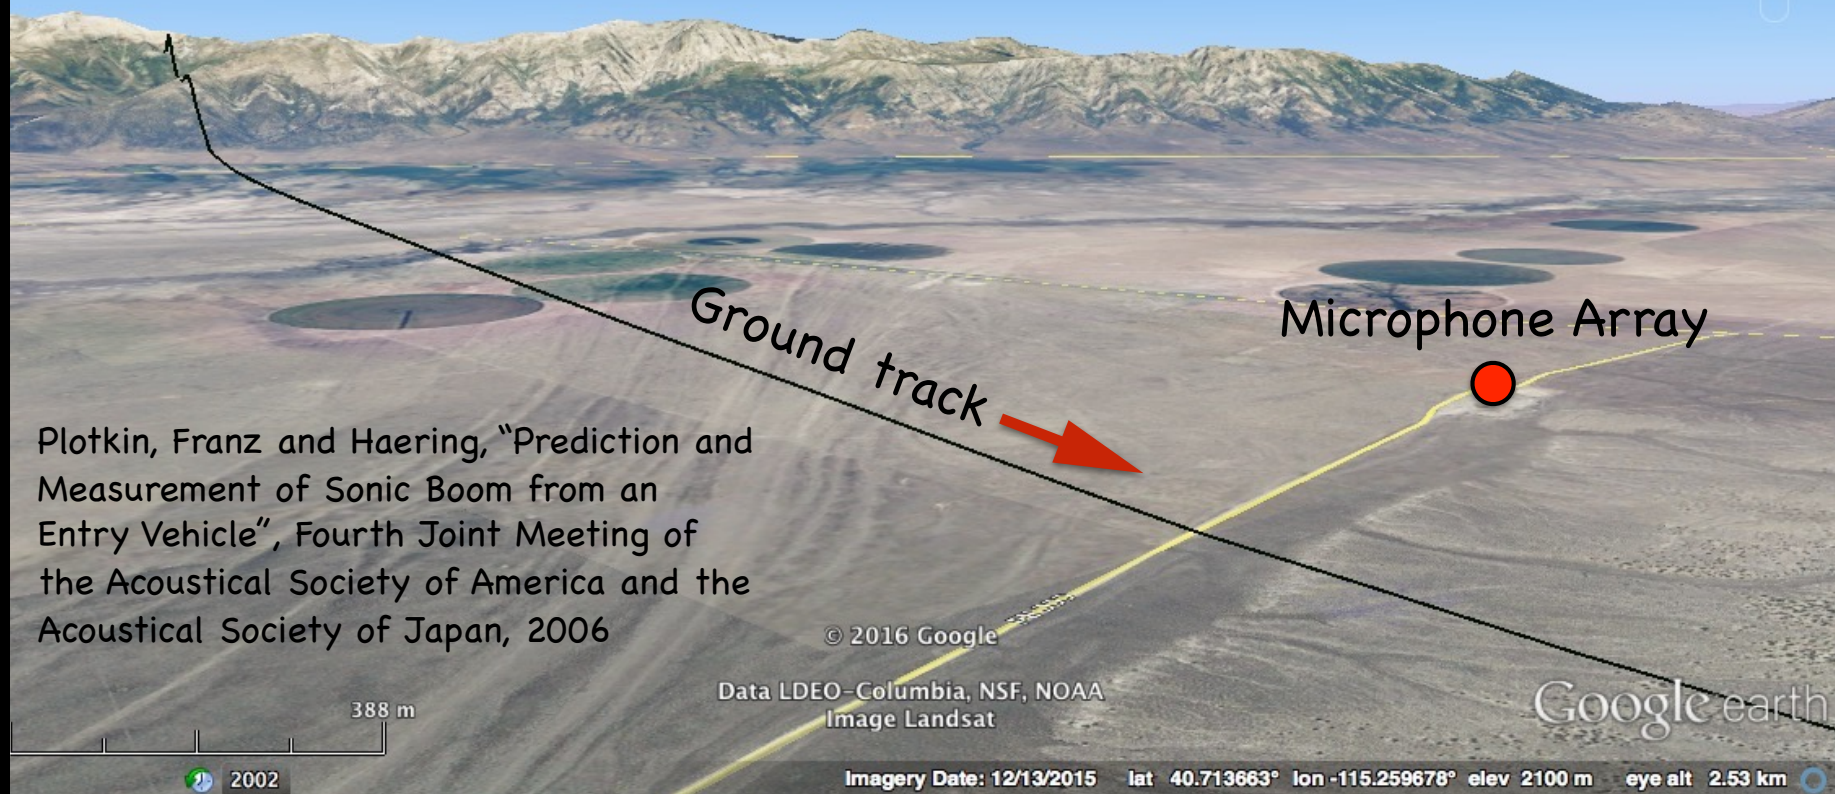 Microphone Array
Ground track
Plotkin, Franz and Haering, “Prediction and
Measurement of Sonic Boom from an
Entry Vehicle”, Fourth Joint Meeting of
the Acoustical Society of America and the
Acoustical Society of Japan, 2006
© 2016 Google
Data LDEO-Columbia, NSF, NOAA
Image Landsat
Google earth
388 m
2002
Imagery Date: 12/13/2015 lat 40.713663° lon -115.259678° elev 2100 m eye alt 2.53 km